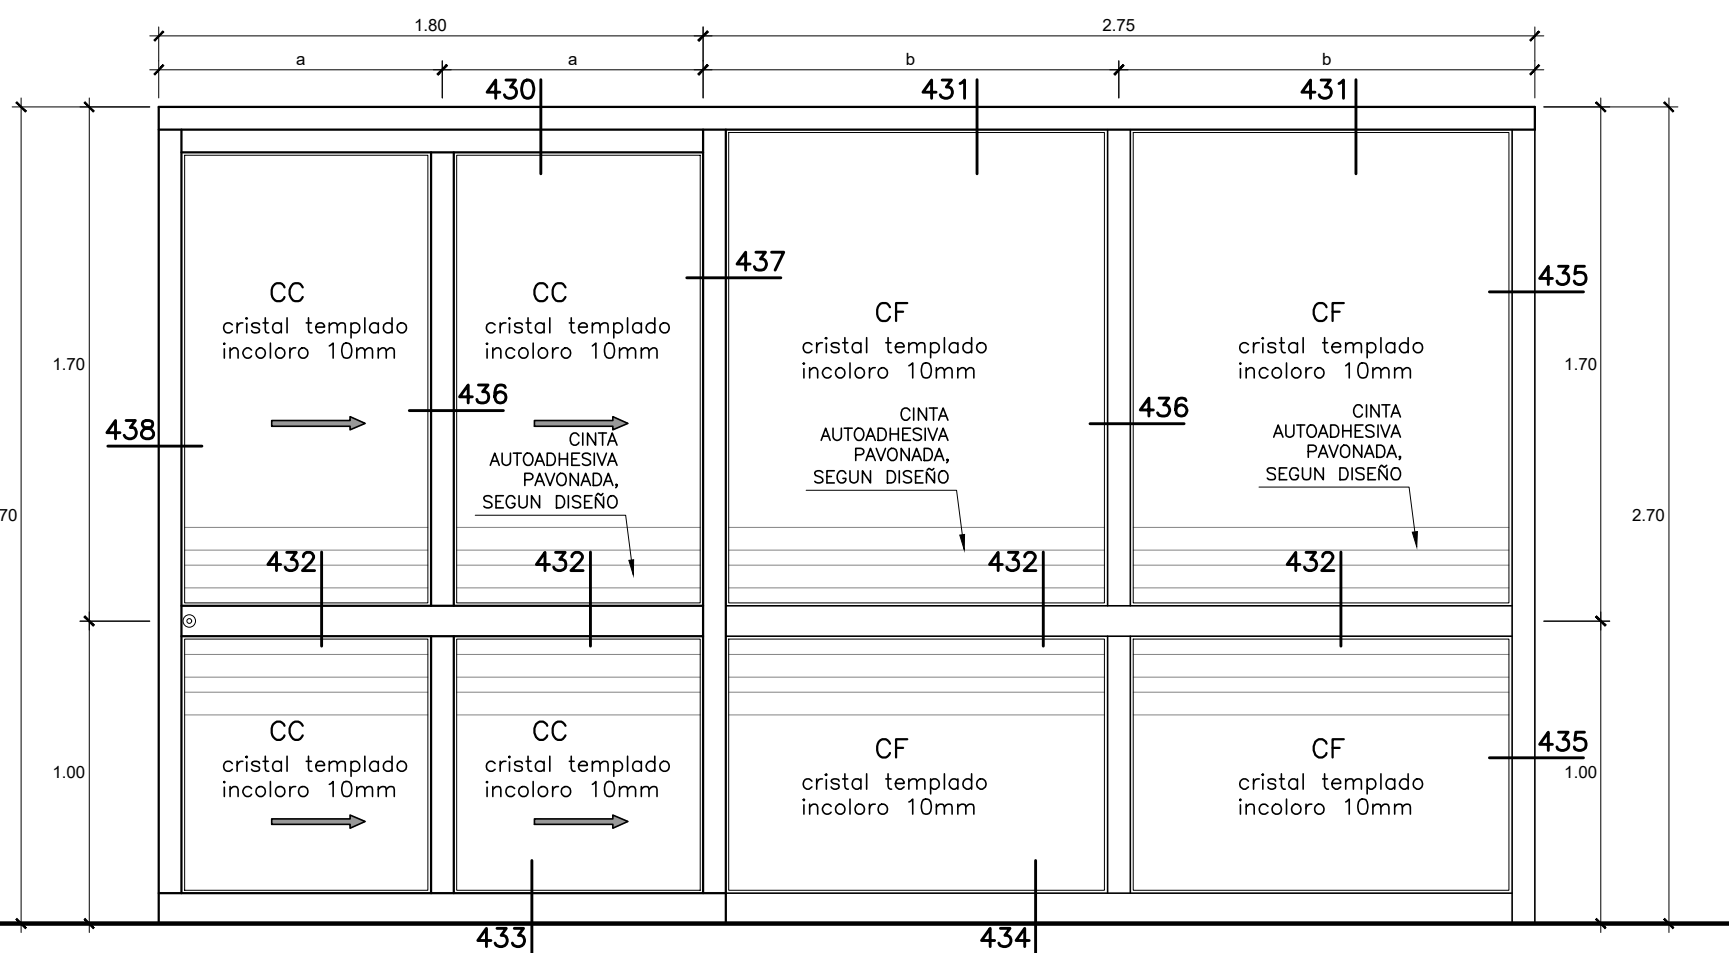 1.80
2.75
a
a
b
b
430
431
431
437
435
CC
cristal templado
incoloro 10mm
CC
cristal templado
incoloro 10mm
CF
cristal templado
incoloro 10mm
CF
cristal templado
incoloro 10mm
1.70
1.70
436
436
438
CINTA
AUTOADHESIVA
PAVONADA,
SEGUN DISEÑO
CINTA
AUTOADHESIVA
PAVONADA,
SEGUN DISEÑO
CINTA
AUTOADHESIVA
PAVONADA,
SEGUN DISEÑO
70
2.70
432
432
432
432
CC
cristal templado
incoloro 10mm
CC
cristal templado
incoloro 10mm
CF
cristal templado
incoloro 10mm
CF
cristal templado
incoloro 10mm
435
1.00
1.00
433
434